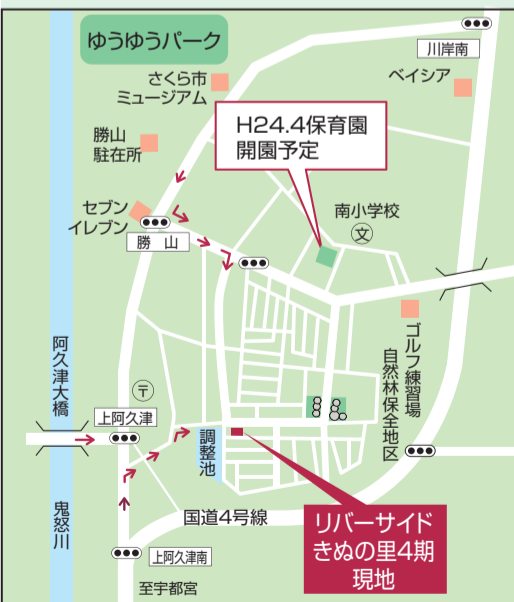 ゆうゆうパーク
川岸南
さくら市
ミュージアム
ベイシア
H24.4保育園
開園予定
勝山
駐在所
セブン
イレブン
勝　山
南小学校
文
ゴルフ練習場
自然林保全地区
阿久津大橋
〒
上阿久津
調整池
鬼怒川
国道4号線
リバーサイド
きぬの里4期
現地
上阿久津南
至宇都宮